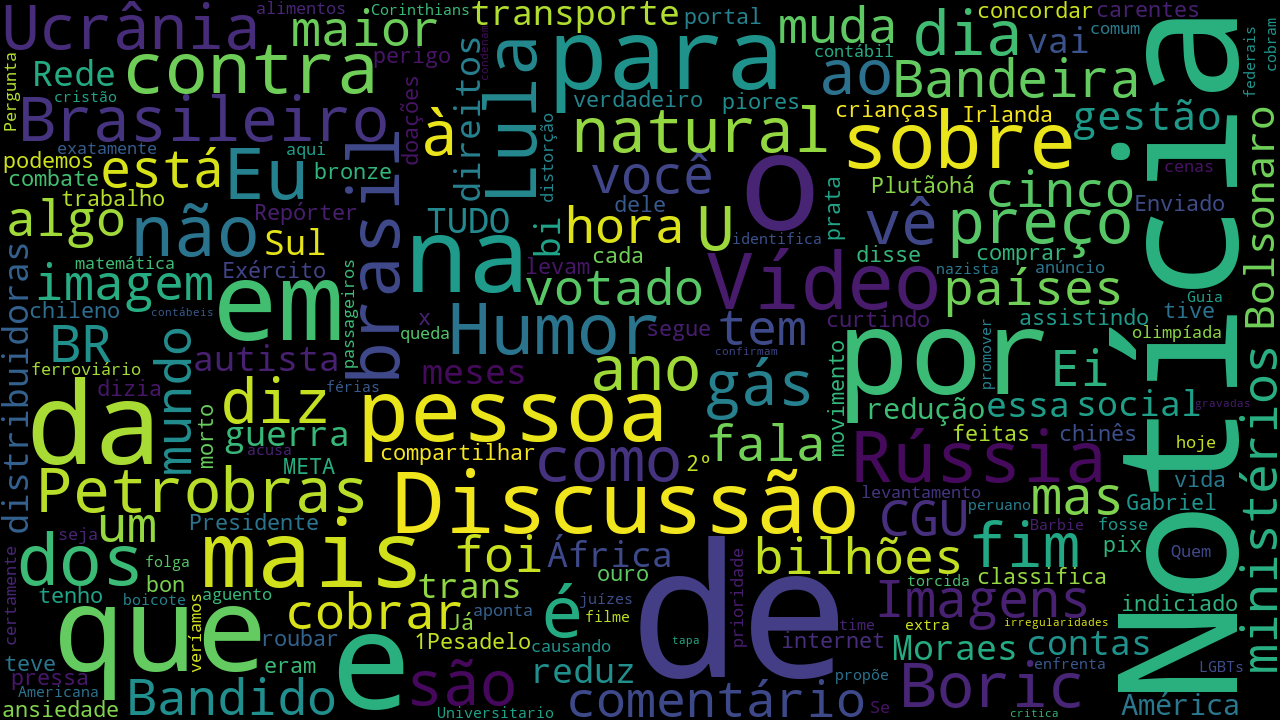 Ucrânia
alimentos
maior
Corinthians
transporte
portal
muda
concordar
carentes
dia
vai
comum
cobram
federais
Notícia
Pergunta
Rede
contra
perigo
direitos
condenam
Lula
para
contábil
ao
Bandeira
cristão
Brasileiro
doações
à
verdadeiro
piores
crianças
Irlanda
gestão
exatamente
aqui
distorção
natural
sobre
podemos
está
Eu
bronze
brasil
você
o
Plutãohá
cinco
cenas
combate
trabalho
dele
prata
vê
preço
Enviado
algo
não
Repórter
Sul
TUDO
bi
hora
U
identifica
disse
comprar
matemática
Exército
na
levam
cada
Vídeo
nazista
anúncio
Bolsonaro
imagem
em
passageiros
votado
países
Guia
chileno
contábeis
x
Humor
segue
tem
curtindo
assistindo
tive
distribuidoras
BR
mundo
autista
queda
confirmam
por
promover
olimpíada
ferroviário
férias
meses
ano
gás
Ei
da
dizia
diz
pessoa
movimento
redução
essa
social
gravadas
morto
guerra
acusa
compartilhar
como
2º
fala
Rússia
feitas
chinês
hoje
META
levantamento
mas
vida
Petrobras
Discussão
CGU
peruano
Barbie
Gabriel
ministérios
um
Presidente
fosse
seja
mais
foi
África
bilhões
fim
pix
Quem
dos
folga
trans
ouro
de
prioridade
torcida
classifica
certamente
tenho
bon
aguento
é
juízes
Imagens
indiciado
boicote
cobrar
Já
aponta
filme
time
extra
irregularidades
que
veríamos
roubar
e
1Pesadelo
causando
tapa
internet
Moraes
contas
teve
eram
reduz
propõe
enfrenta
LGBTs
pressa
são
Boric
Americana
Bandido
comentário
Se
América
ansiedade
Universitario
critica